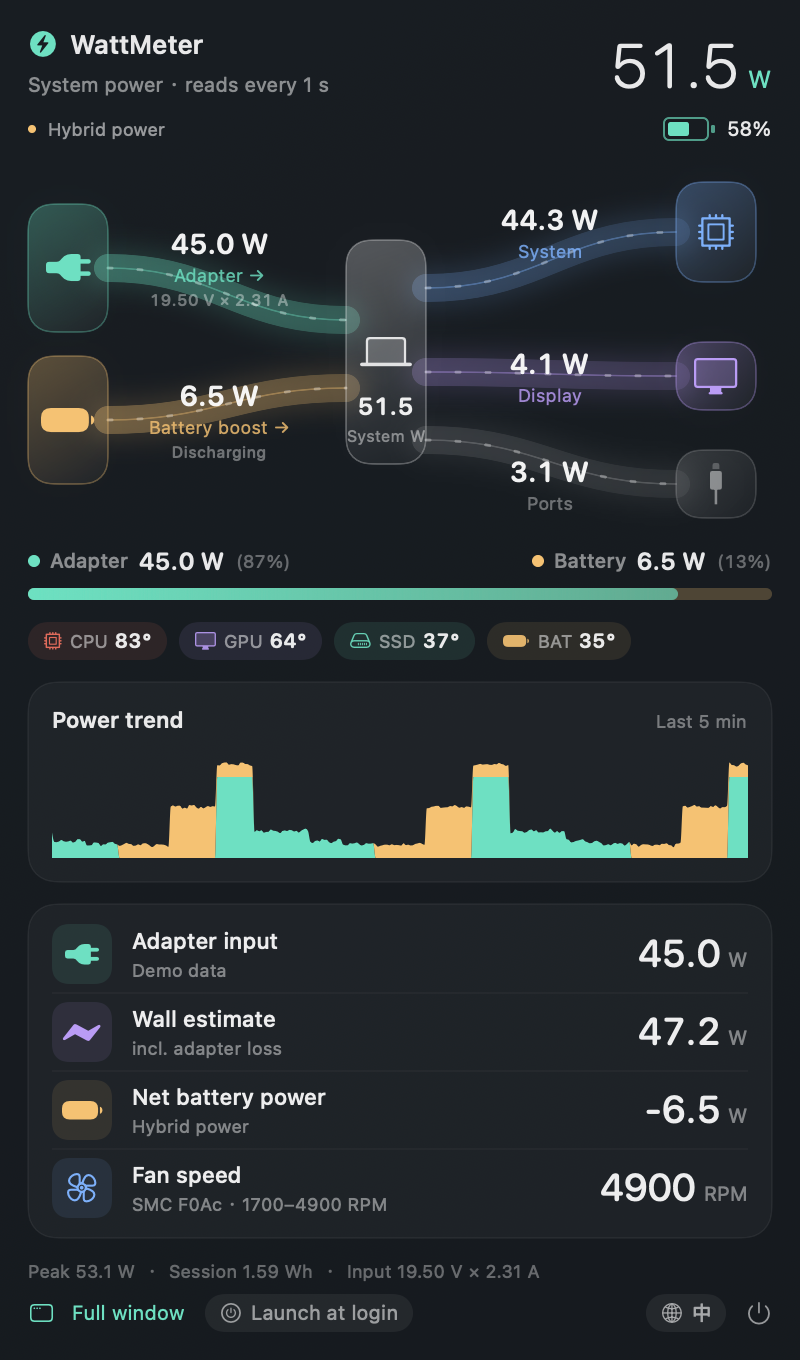 WattMeter
51.5 W
System power · reads every 1 s
Hybrid power
58%
45.0 W
Adapter →
19.50 V × 2.31 A
44.3 W
System
6.5 W
Battery boost →
Discharging
51.5
System W
4.1 W
Display
3.1 W
Ports
Adapter 45.0 W (87%)
Battery 6.5 W (13%)
CPU 83° GPU 64° SSD 37° BAT 35°
Power trend
Last 5 min
Adapter input
Demo data
45.0 W
Wall estimate
incl. adapter loss
47.2 W
Net battery power
Hybrid power
-6.5 W
Fan speed
SMC F0Ac · 1700–4900 RPM
4900 RPM
Peak 53.1 W · Session 1.59 Wh · Input 19.50 V × 2.31 A
Full window Launch at login 中